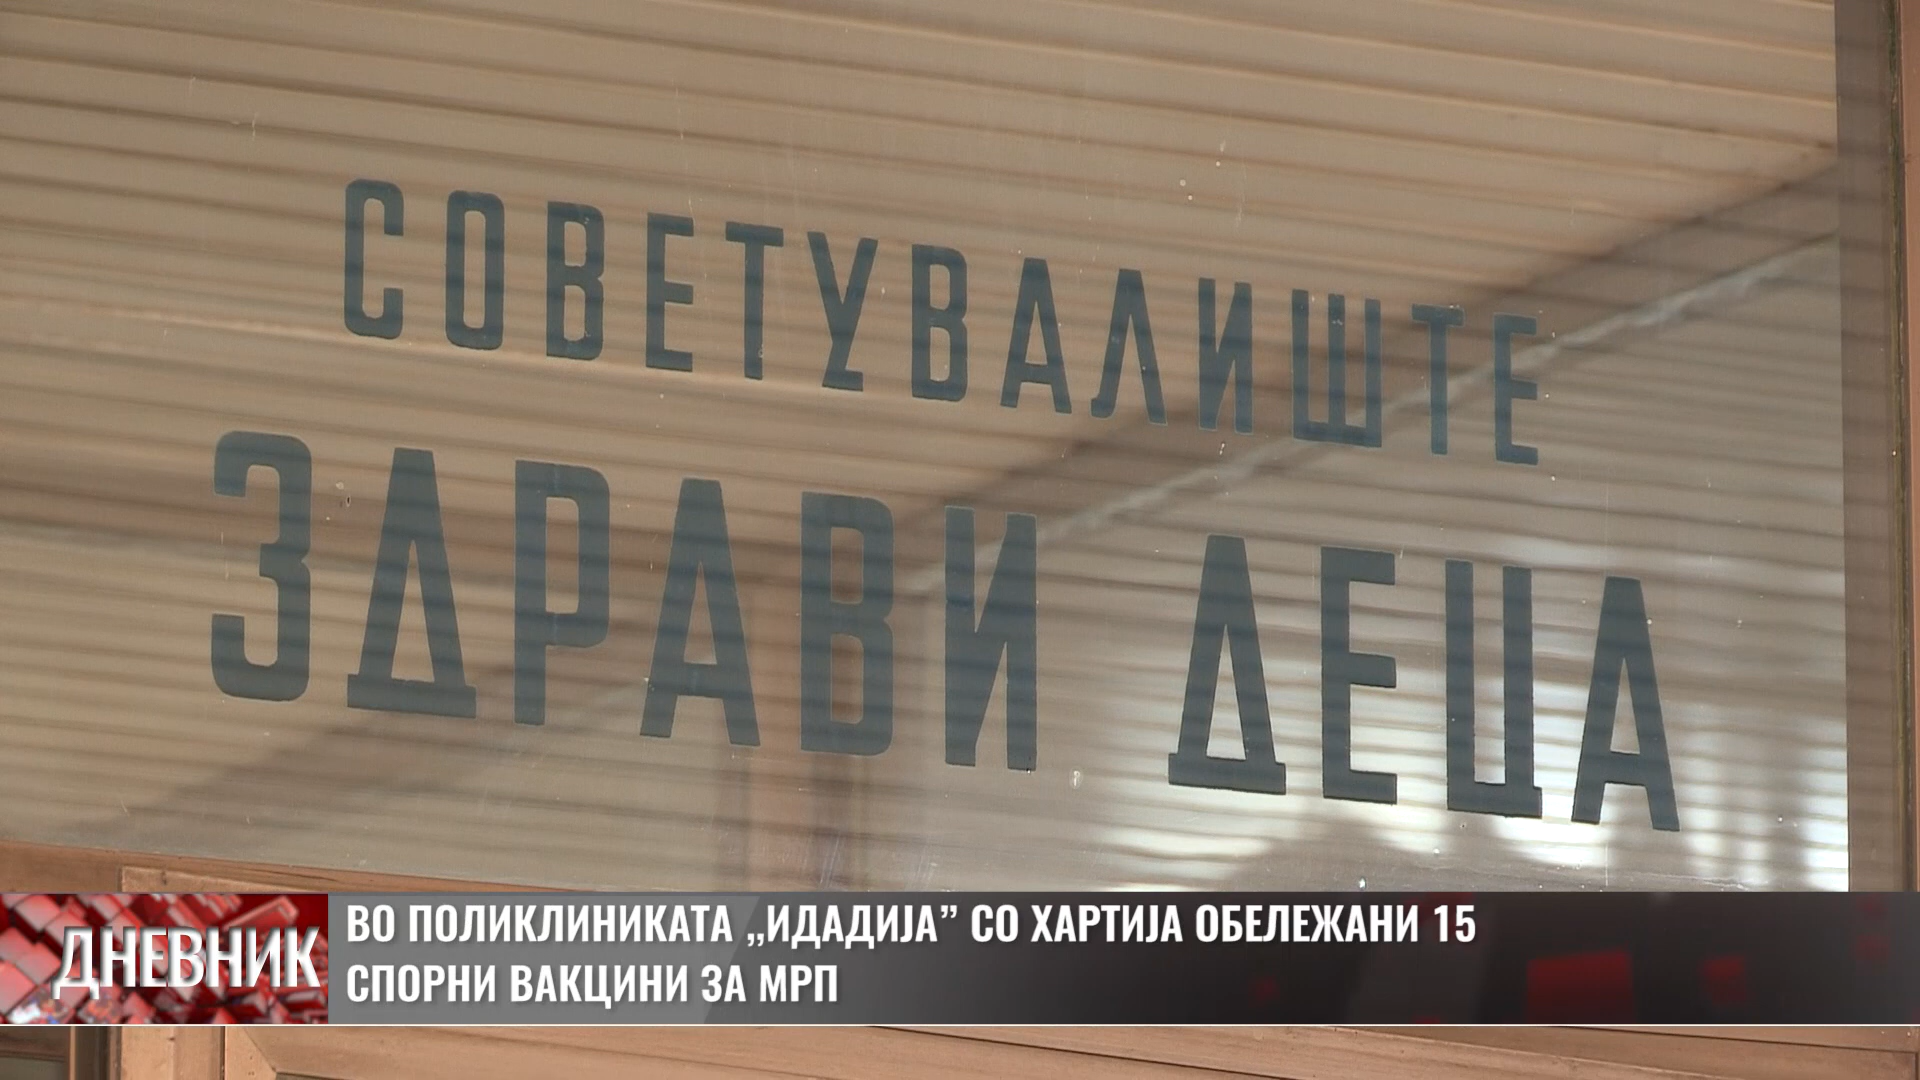 СОВЕТУВАЛИШТЕ
ЗДРАВИ ДЕЦА
ДНЕВНИК
ВО ПОЛИКЛИНИКАТА „ИДАДИЈА” СО ХАРТИЈА ОБЕЛЕЖАНИ 15
СПОРНИ ВАКЦИНИ ЗА МРП